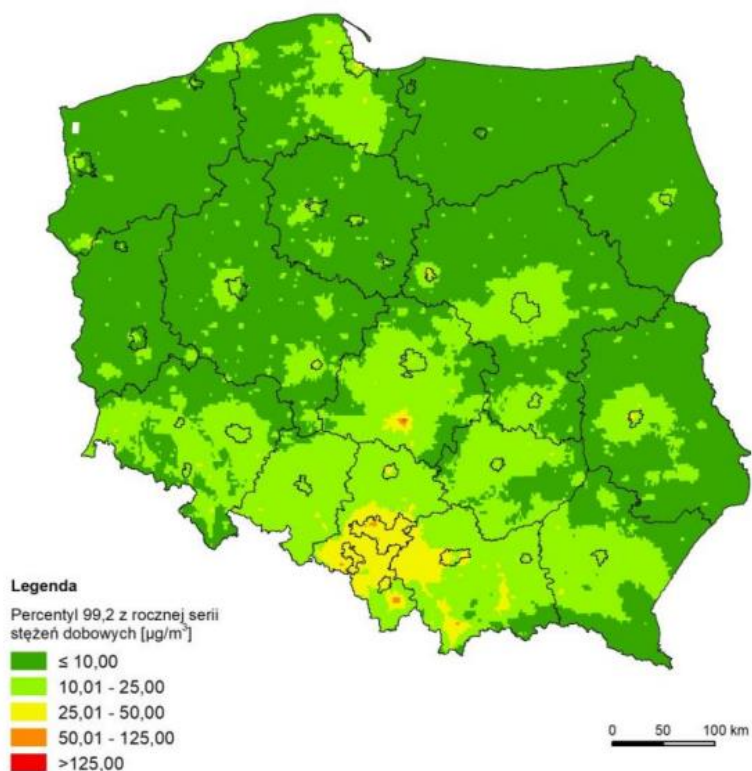 Legenda
Percentyl 99,2 z rocznej serii
stężeń dobowych [µg/m³]
≤ 10,00
10,01 - 25,00
25,01 - 50,00
50,01 - 125,00
>125,00
0 50 100 km